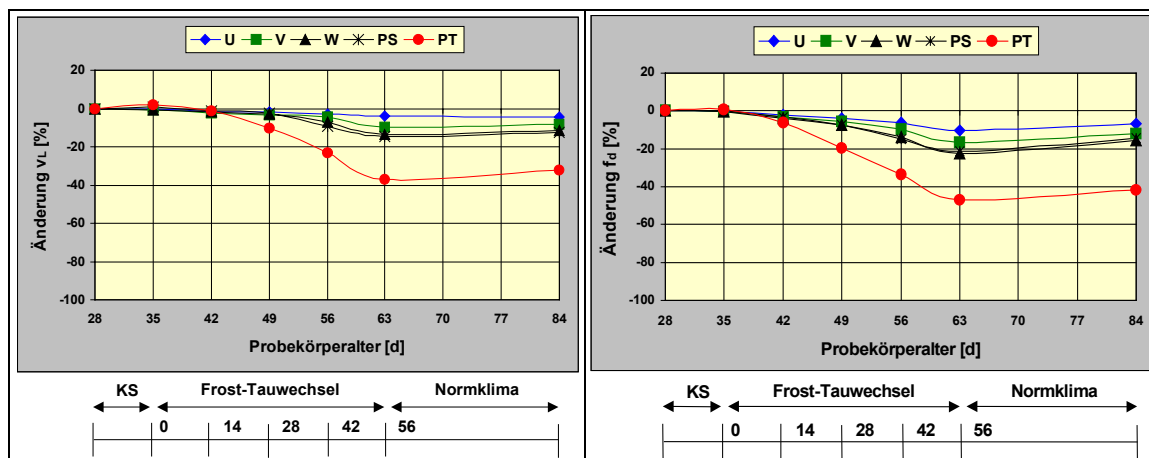 U V W PS PT
20
0
-20
-40
-60
-80
-100
Änderung vL [%]
28 35 42 49 56 63 70 77 84
Probekörperalter [d]
KS Frost-Tauwechsel Normklima
0 14 28 42 56
U V W PS PT
20
0
-20
-40
-60
-80
-100
Änderung fd [%]
28 35 42 49 56 63 70 77 84
Probekörperalter [d]
KS Frost-Tauwechsel Normklima
0 14 28 42 56